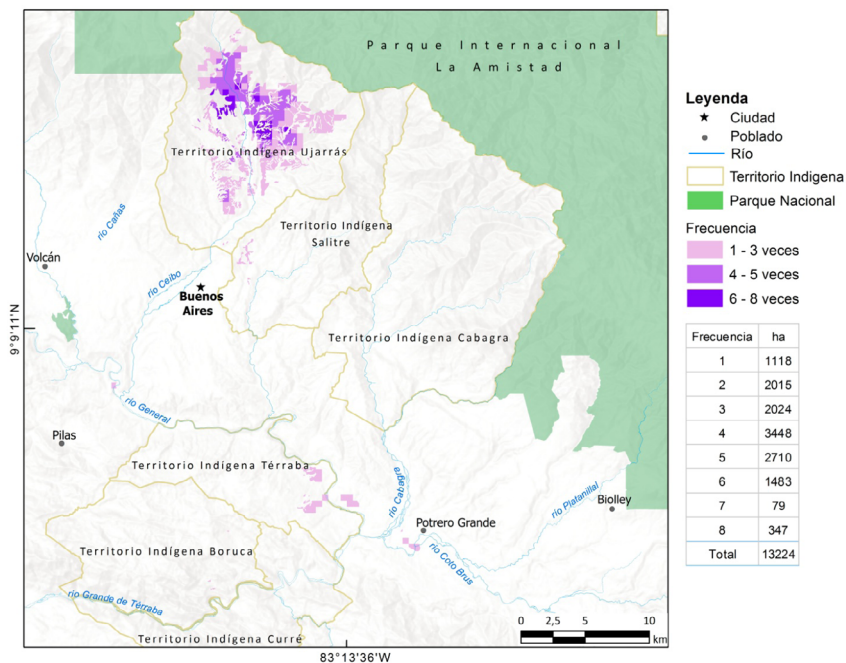 Parque Internacional
La Amistad
Territorio Indígena Ujarrás
Territorio Indígena
Salitre
río Cañas
Volcán
río Ceibo
Buenos
Aires
9°9'11"N
Territorio Indígena Cabagra
río General
Pilas
Territorio Indígena Térraba
río Cabagra
río Platanillal
Biolley
Potrero Grande
Territorio Indígena Boruca
río Coto Brus
río Grande de Térraba
Territorio Indígena Curré
0 2,5 5 10
km
83°13'36"W
Leyenda
Ciudad
Poblado
Río
Territorio Indigena
Parque Nacional
Frecuencia
1 - 3 veces
4 - 5 veces
6 - 8 veces
Frecuencia ha
1 1118
2 2015
3 2024
4 3448
5 2710
6 1483
7 79
8 347
Total 13224